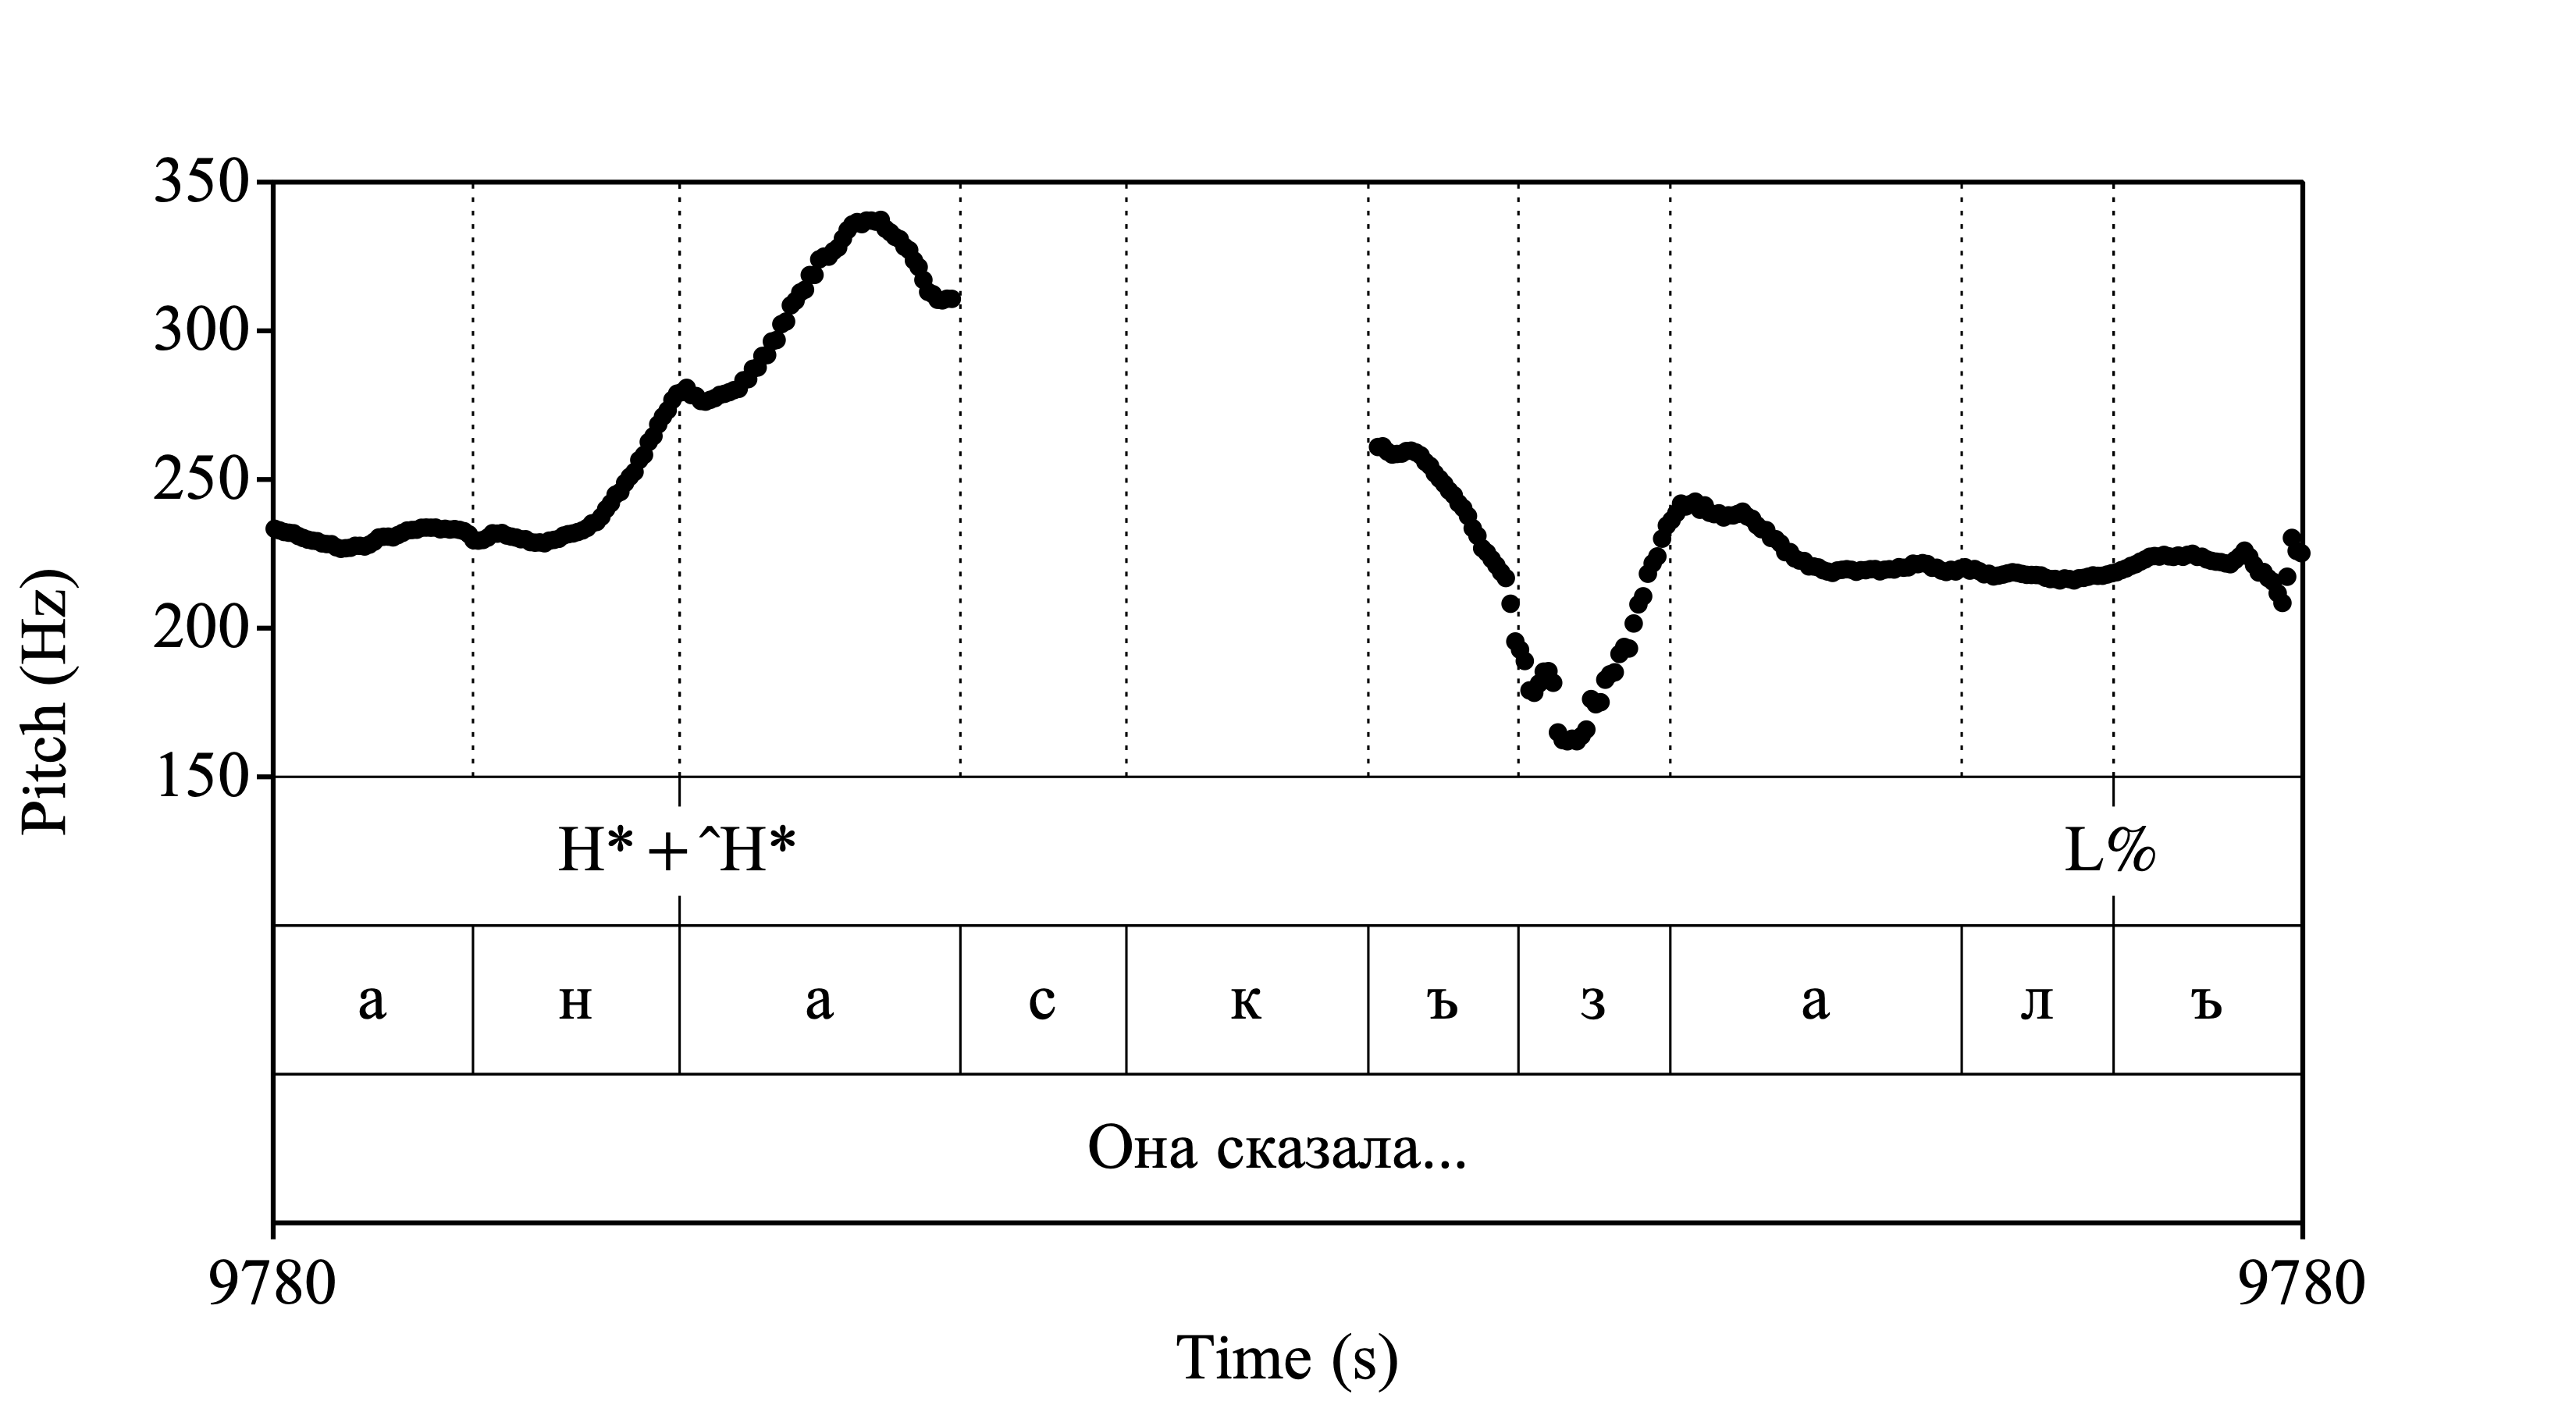 350
300
250
200
150
Pitch (Hz)
H* + ^H* L%
а н а с к ъ з а л ъ
Она сказала...
9780 9780
Time (s)